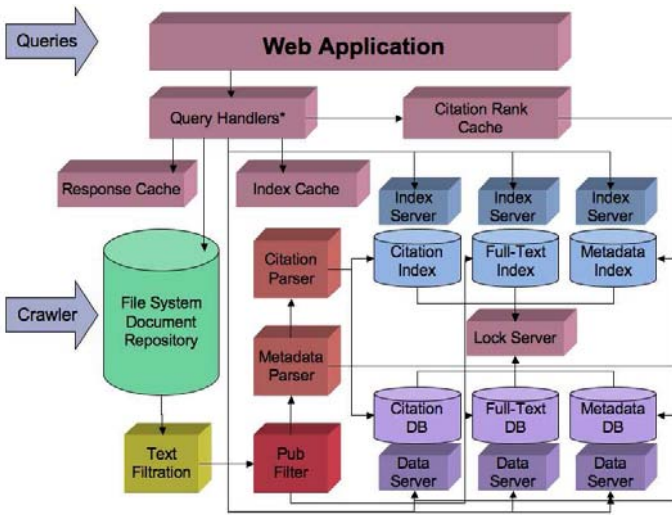 Queries
Web Application
Query Handlers*
Citation Rank
Cache
Response Cache
Index Cache
Index
Server
Index
Server
Index
Server
Citation
Index
Full-Text
Index
Metadata
Index
Citation
Parser
Crawler
File System
Document
Repository
Metadata
Parser
Lock Server
Citation
DB
Full-Text
DB
Metadata
DB
Text
Filtration
Pub
Filter
Data
Server
Data
Server
Data
Server